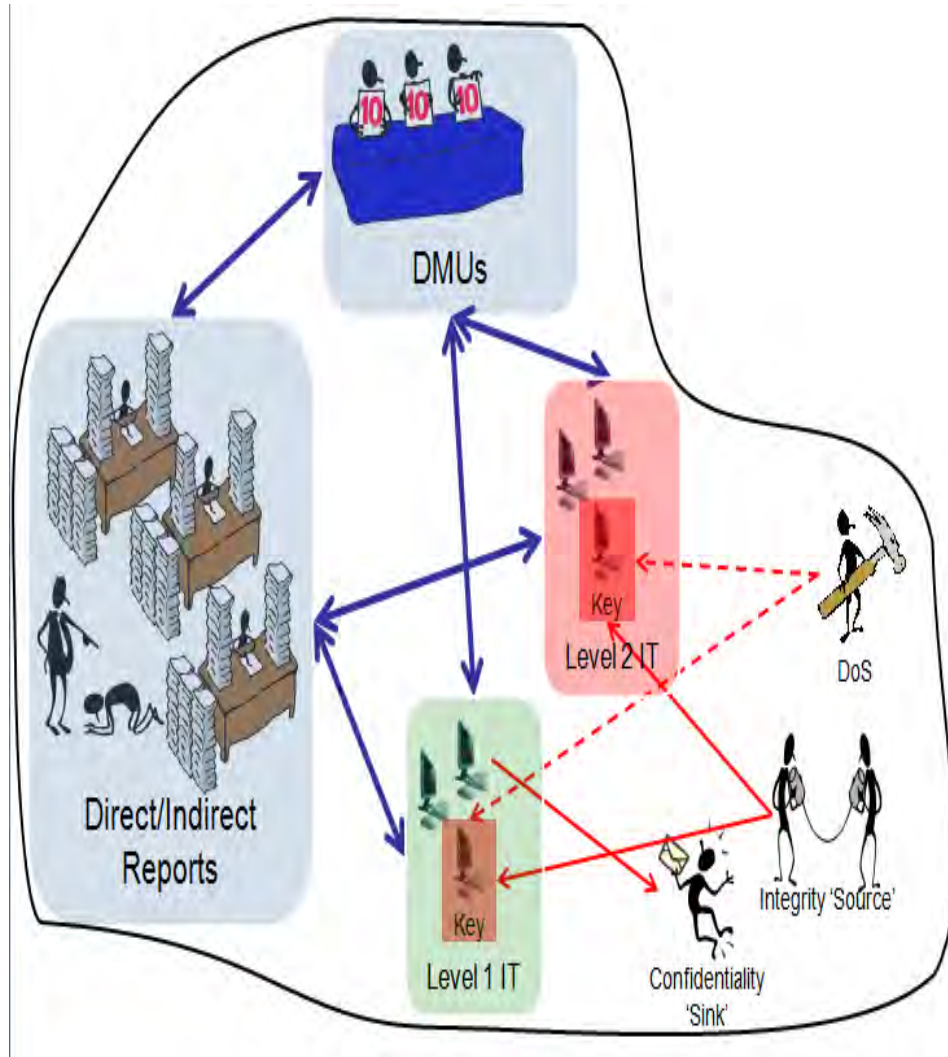 10 10 10
DMUs
Key
Level 2 IT
DoS
Direct/Indirect
Reports
Key
Level 1 IT
Integrity ‘Source’
Confidentiality
‘Sink’